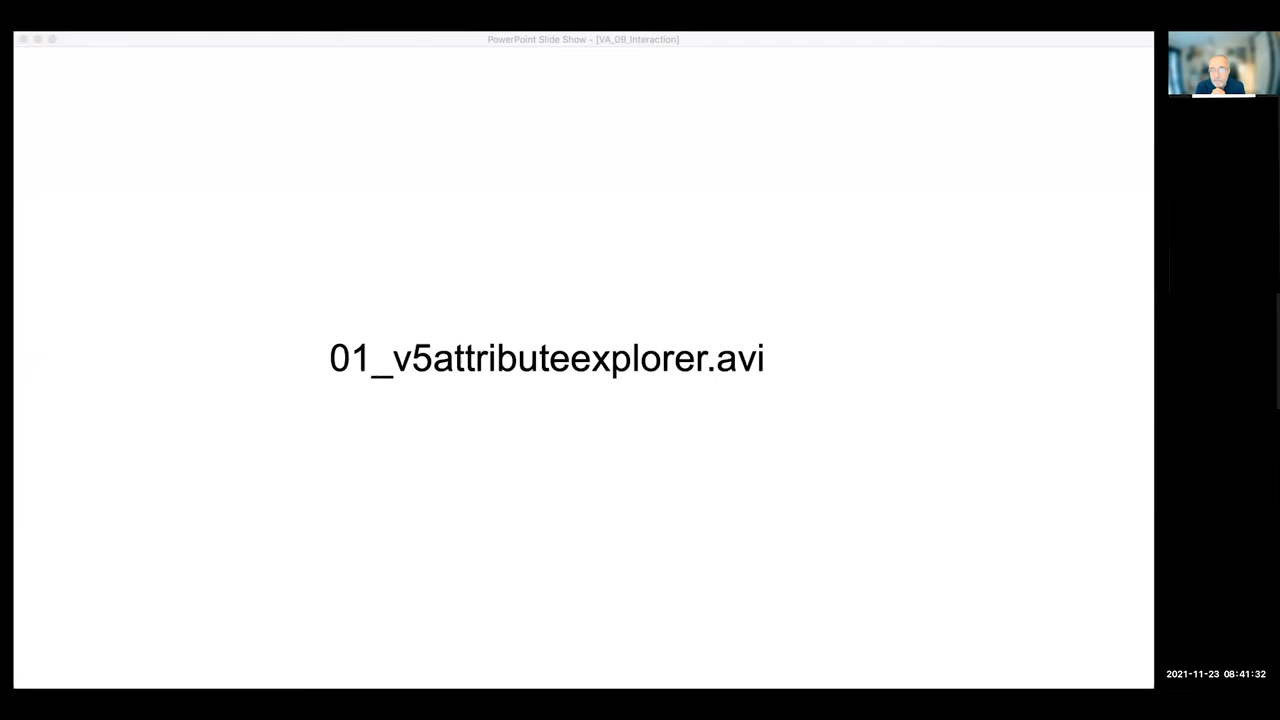 PowerPoint Slide Show - [VA_09_Interaction]
01_v5attributeexplorer.avi
2021-11-23 08:41:32